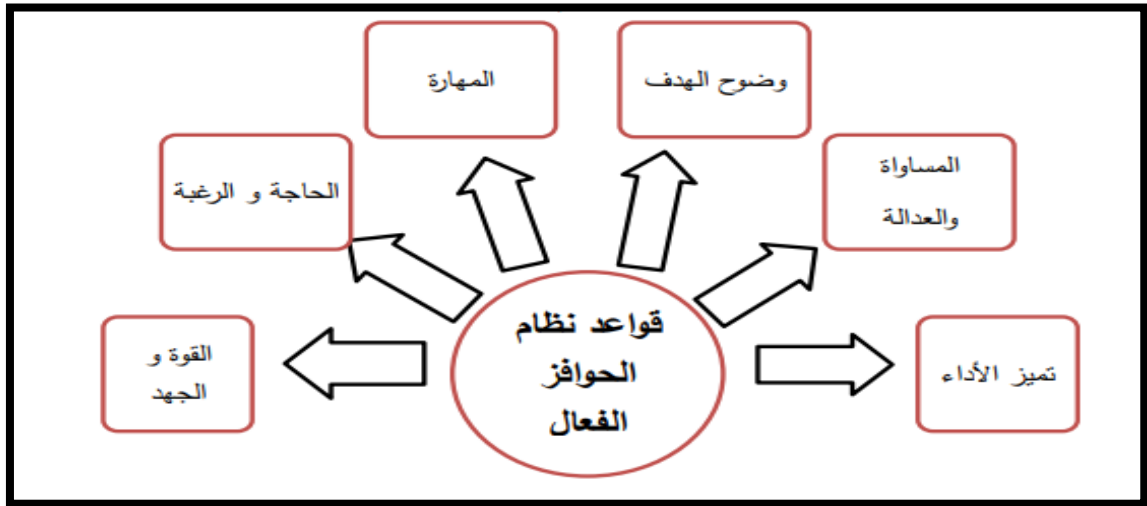 وضوح الهدف
المهارة
المساواة
والعدالة
الحاجة و الرغبة
قواعد نظام
الحوافز
الفعال
تميز الأداء
القوة و
الجهد